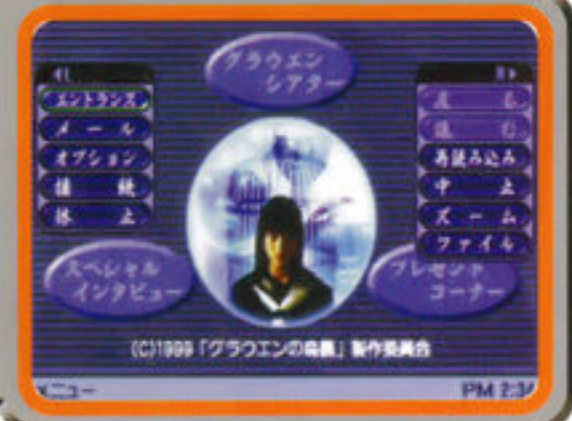 グラウエン
シアター
エントランス
メール
オプション
接続
終止
戻る
進む
再読み込み
中止
ズーム
ファイル
スペシャル
インタビュー
プレゼント
コーナー
(C)1999「グラウエンの鳥籠」製作委員会
メニュー
PM 2:34